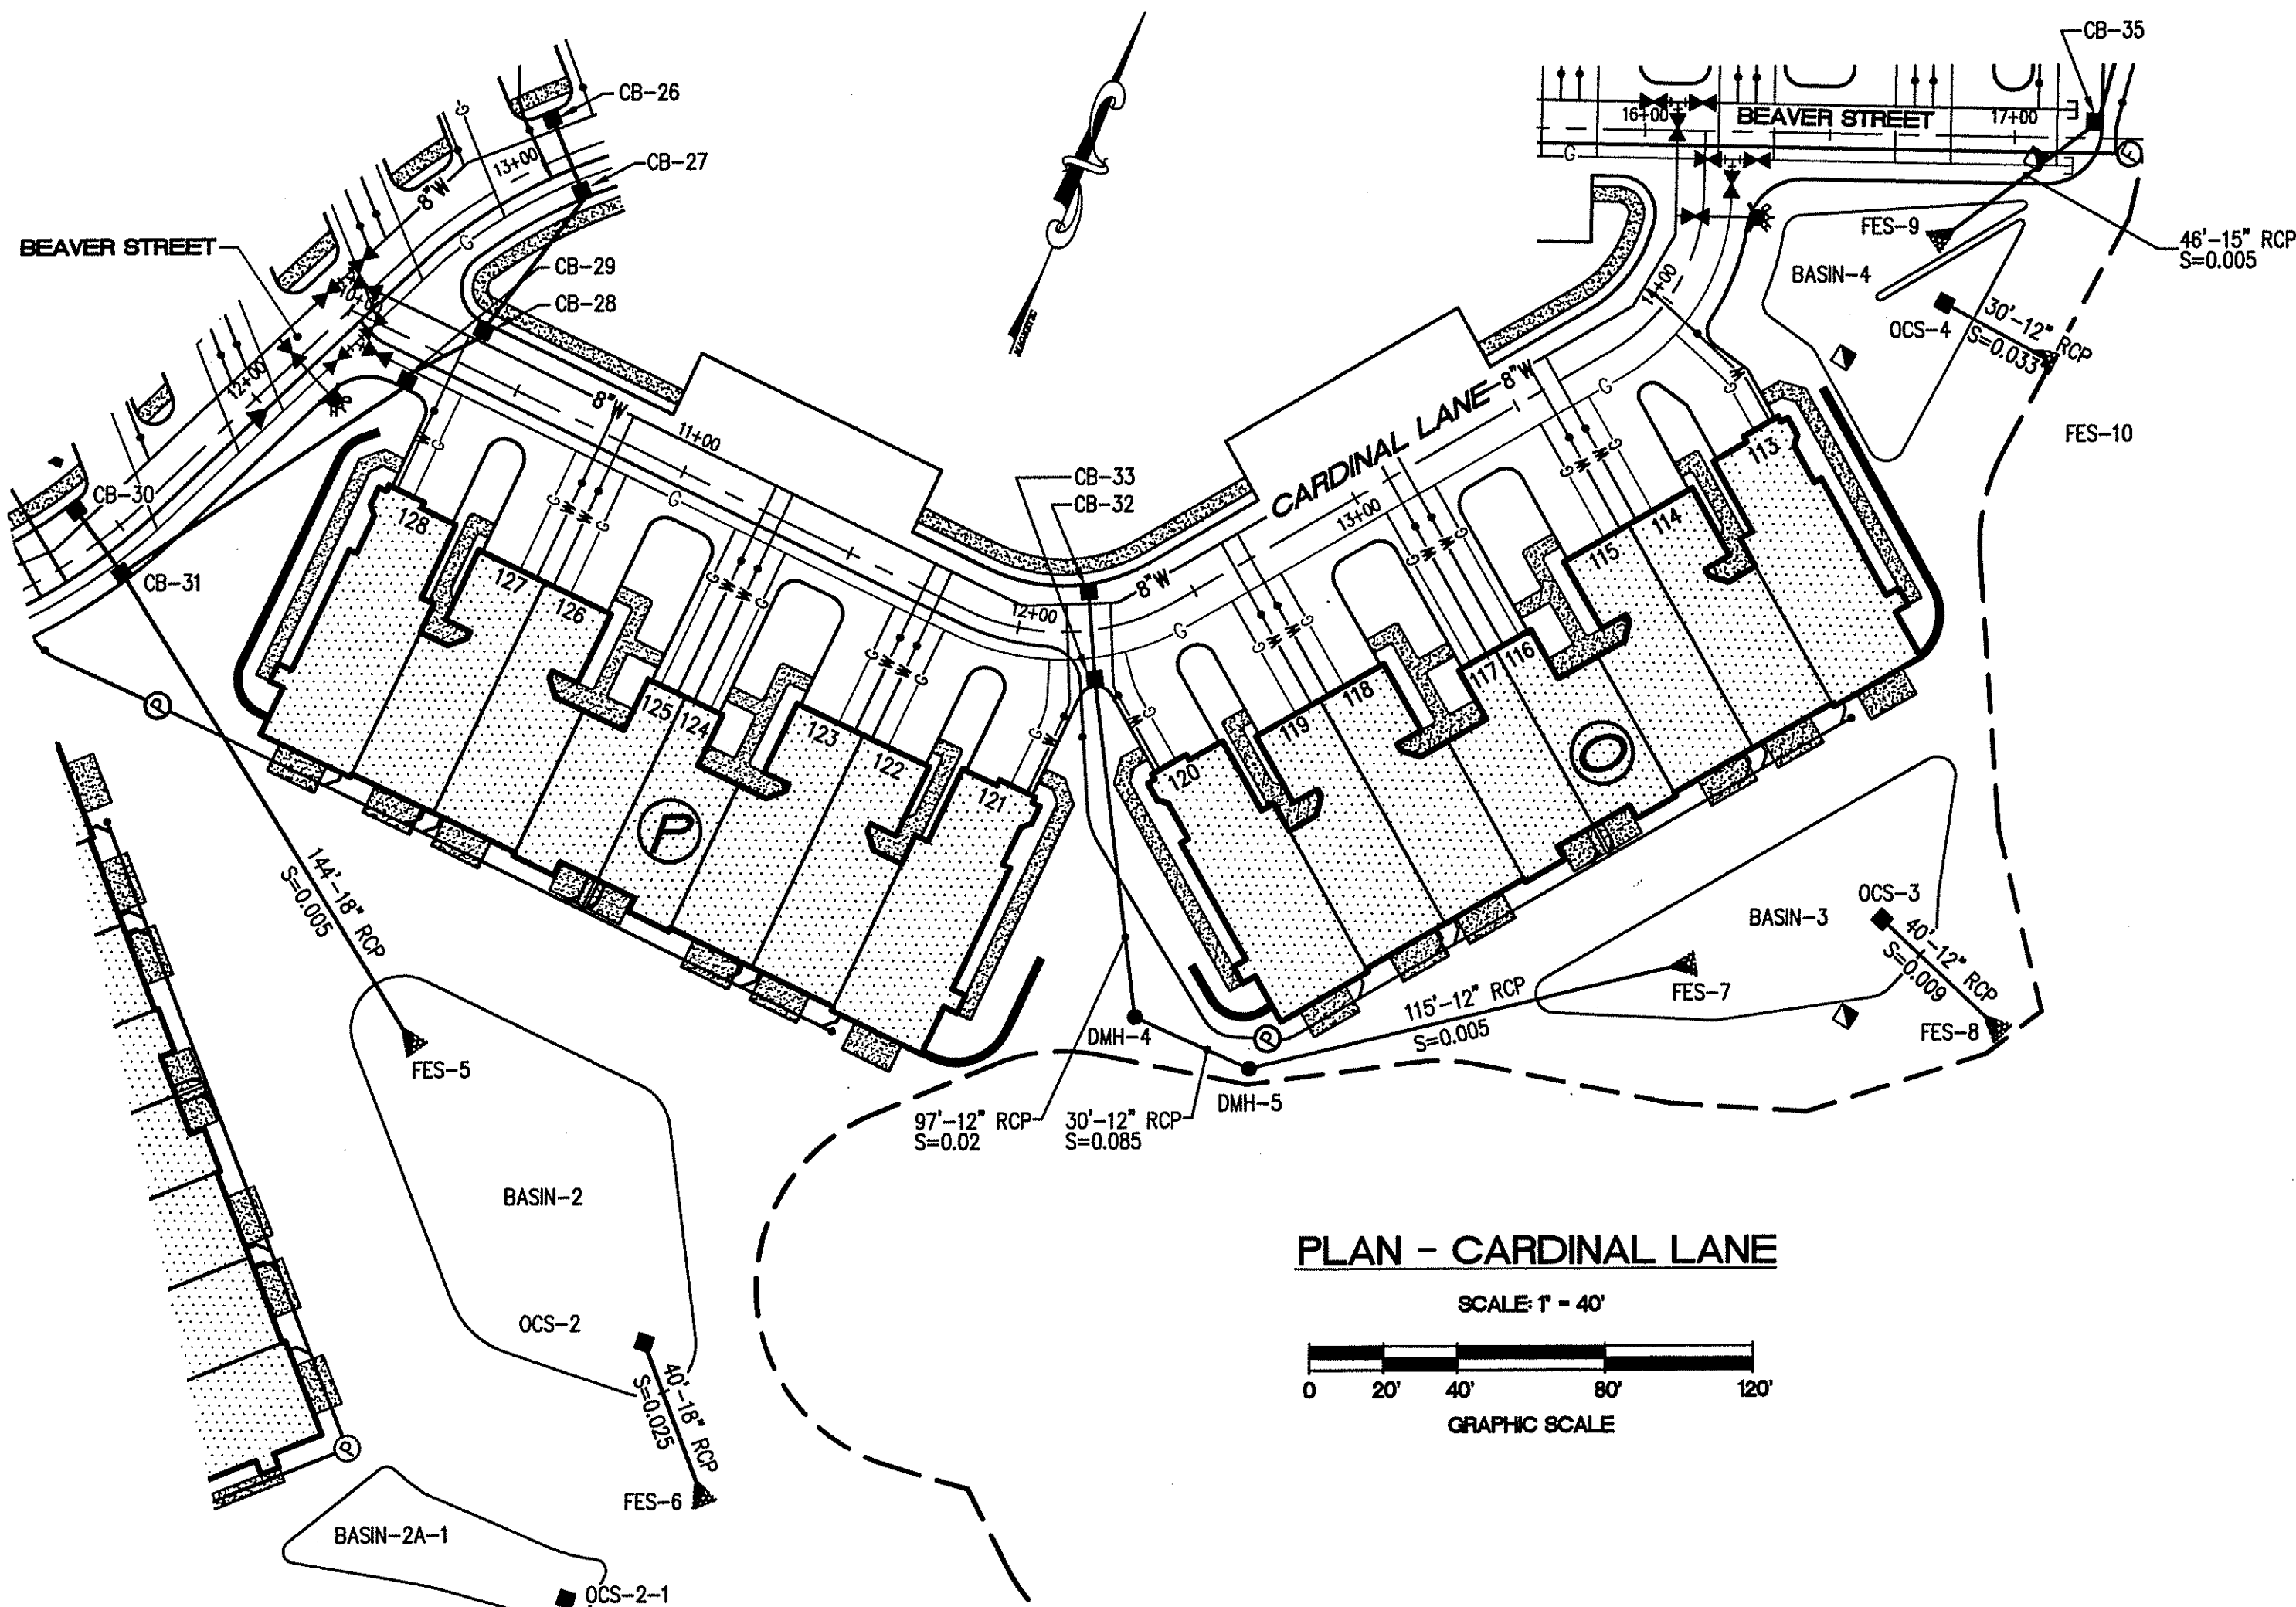 CB-35
CB-26
BEAVER STREET
16+00
17+00
13+00
CB-27
8"W
G
BEAVER STREET
CB-29
CB-28
10+00
12+00
FES-9
46'-15" RCP
S=0.005
BASIN-4
OCS-4
30'-12" RCP
S=0.033
FES-10
14+00
8"W
11+00
CARDINAL LANE
8"W
13+00
CB-33
CB-32
12+00
8"W
CB-30
CB-31
128
127
126
125
124
123
122
121
120
119
118
117
116
115
114
113
P
O
P
P
P
F
144'-18" RCP
S=0.005
FES-5
BASIN-2
OCS-2
40'-18" RCP
S=0.025
FES-6
BASIN-2A-1
OCS-2-1
DMH-4
DMH-5
97'-12" RCP
S=0.02
30'-12" RCP
S=0.085
115'-12" RCP
S=0.005
FES-7
BASIN-3
OCS-3
40'-12" RCP
S=0.009
FES-8
PLAN - CARDINAL LANE
SCALE: 1" = 40'
0 20' 40' 80' 120'
GRAPHIC SCALE